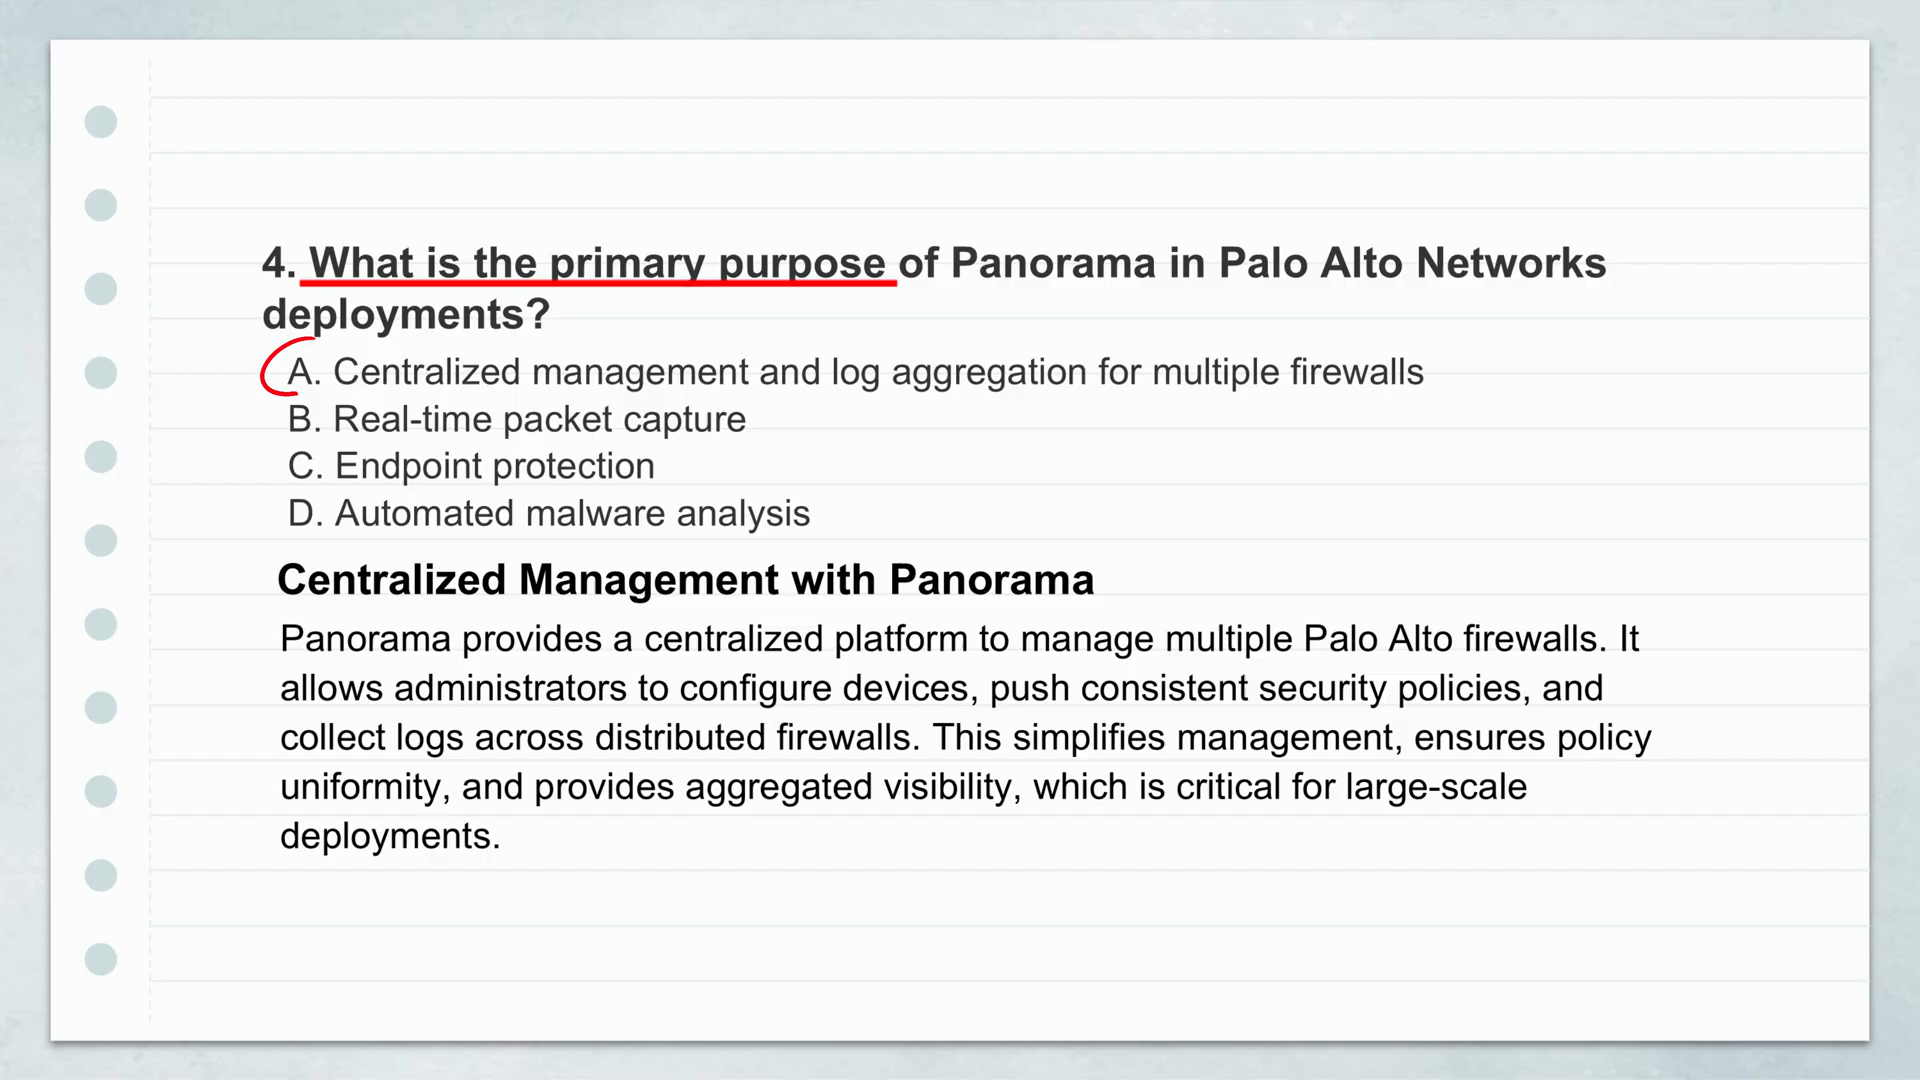 4. What is the primary purpose of Panorama in Palo Alto Networks
deployments?
A. Centralized management and log aggregation for multiple firewalls
B. Real-time packet capture
C. Endpoint protection
D. Automated malware analysis
Centralized Management with Panorama
Panorama provides a centralized platform to manage multiple Palo Alto firewalls. It
allows administrators to configure devices, push consistent security policies, and
collect logs across distributed firewalls. This simplifies management, ensures policy
uniformity, and provides aggregated visibility, which is critical for large-scale
deployments.